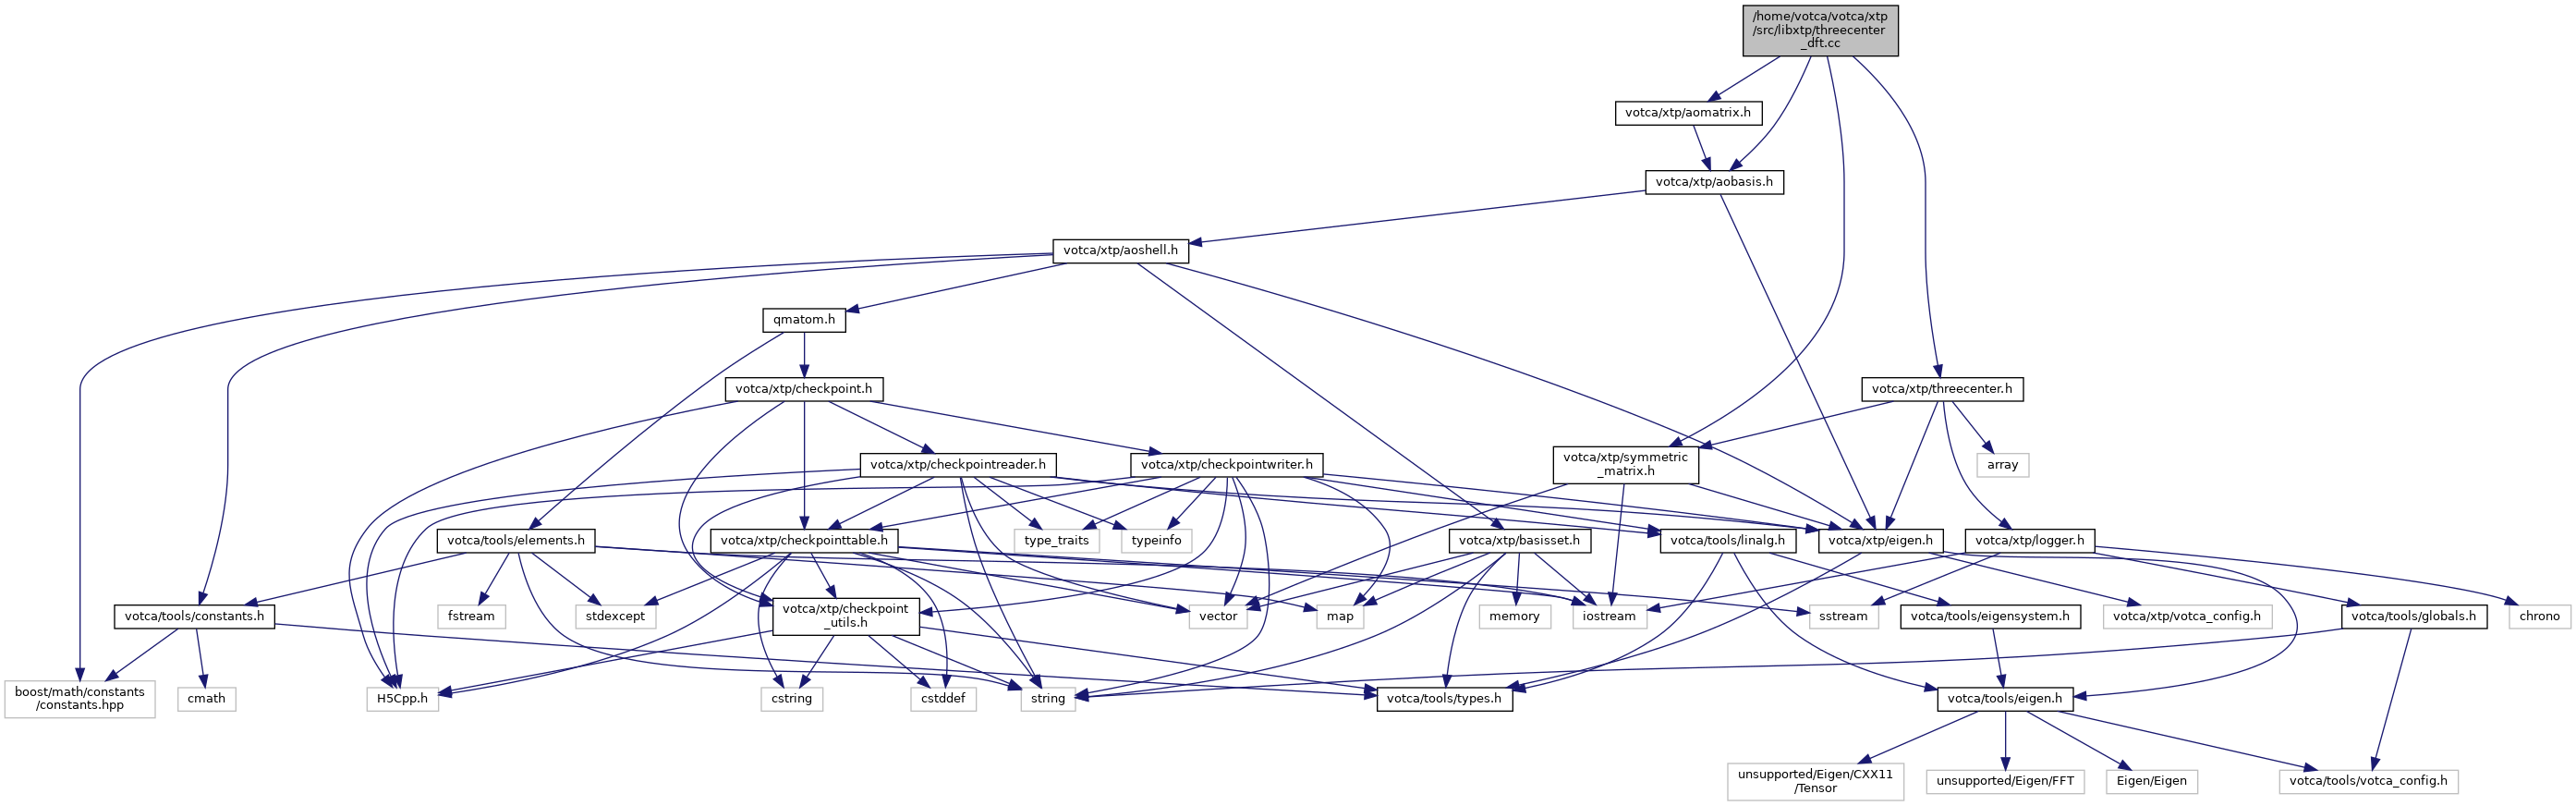 /home/votca/votca/xtp
/src/libxtp/threecenter
_dft.cc
votca/xtp/aomatrix.h
votca/xtp/aobasis.h
votca/xtp/aoshell.h
qmatom.h
votca/xtp/checkpoint.h
votca/xtp/threecenter.h
votca/xtp/checkpointreader.h
votca/xtp/checkpointwriter.h
votca/xtp/symmetric
_matrix.h
array
votca/tools/elements.h
votca/xtp/checkpointtable.h
type_traits
typeinfo
votca/xtp/basisset.h
votca/tools/linalg.h
votca/xtp/eigen.h
votca/xtp/logger.h
votca/tools/constants.h
fstream
stdexcept
votca/xtp/checkpoint
_utils.h
vector
map
memory
iostream
sstream
votca/tools/eigensystem.h
votca/xtp/votca_config.h
votca/tools/globals.h
chrono
boost/math/constants
/constants.hpp
cmath
H5Cpp.h
cstring
cstddef
string
votca/tools/types.h
votca/tools/eigen.h
unsupported/Eigen/CXX11
/Tensor
unsupported/Eigen/FFT
Eigen/Eigen
votca/tools/votca_config.h